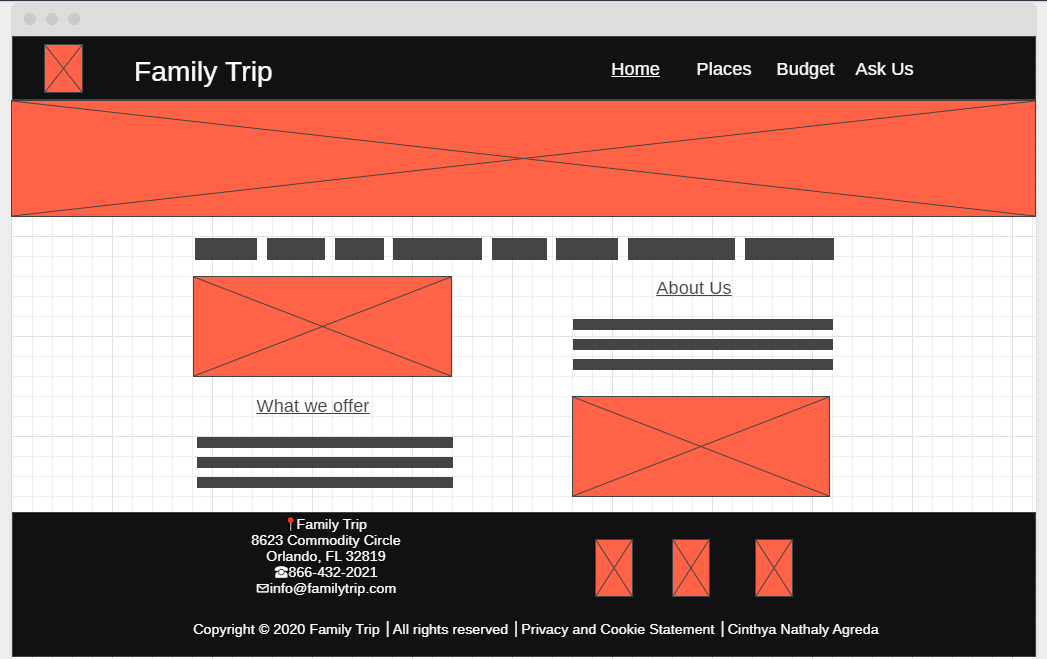 Family Trip
Home Places Budget Ask Us
About Us
What we offer
📍Family Trip
8623 Commodity Circle
Orlando, FL 32819
☎866-432-2021
✉info@familytrip.com
Copyright © 2020 Family Trip | All rights reserved | Privacy and Cookie Statement | Cinthya Nathaly Agreda